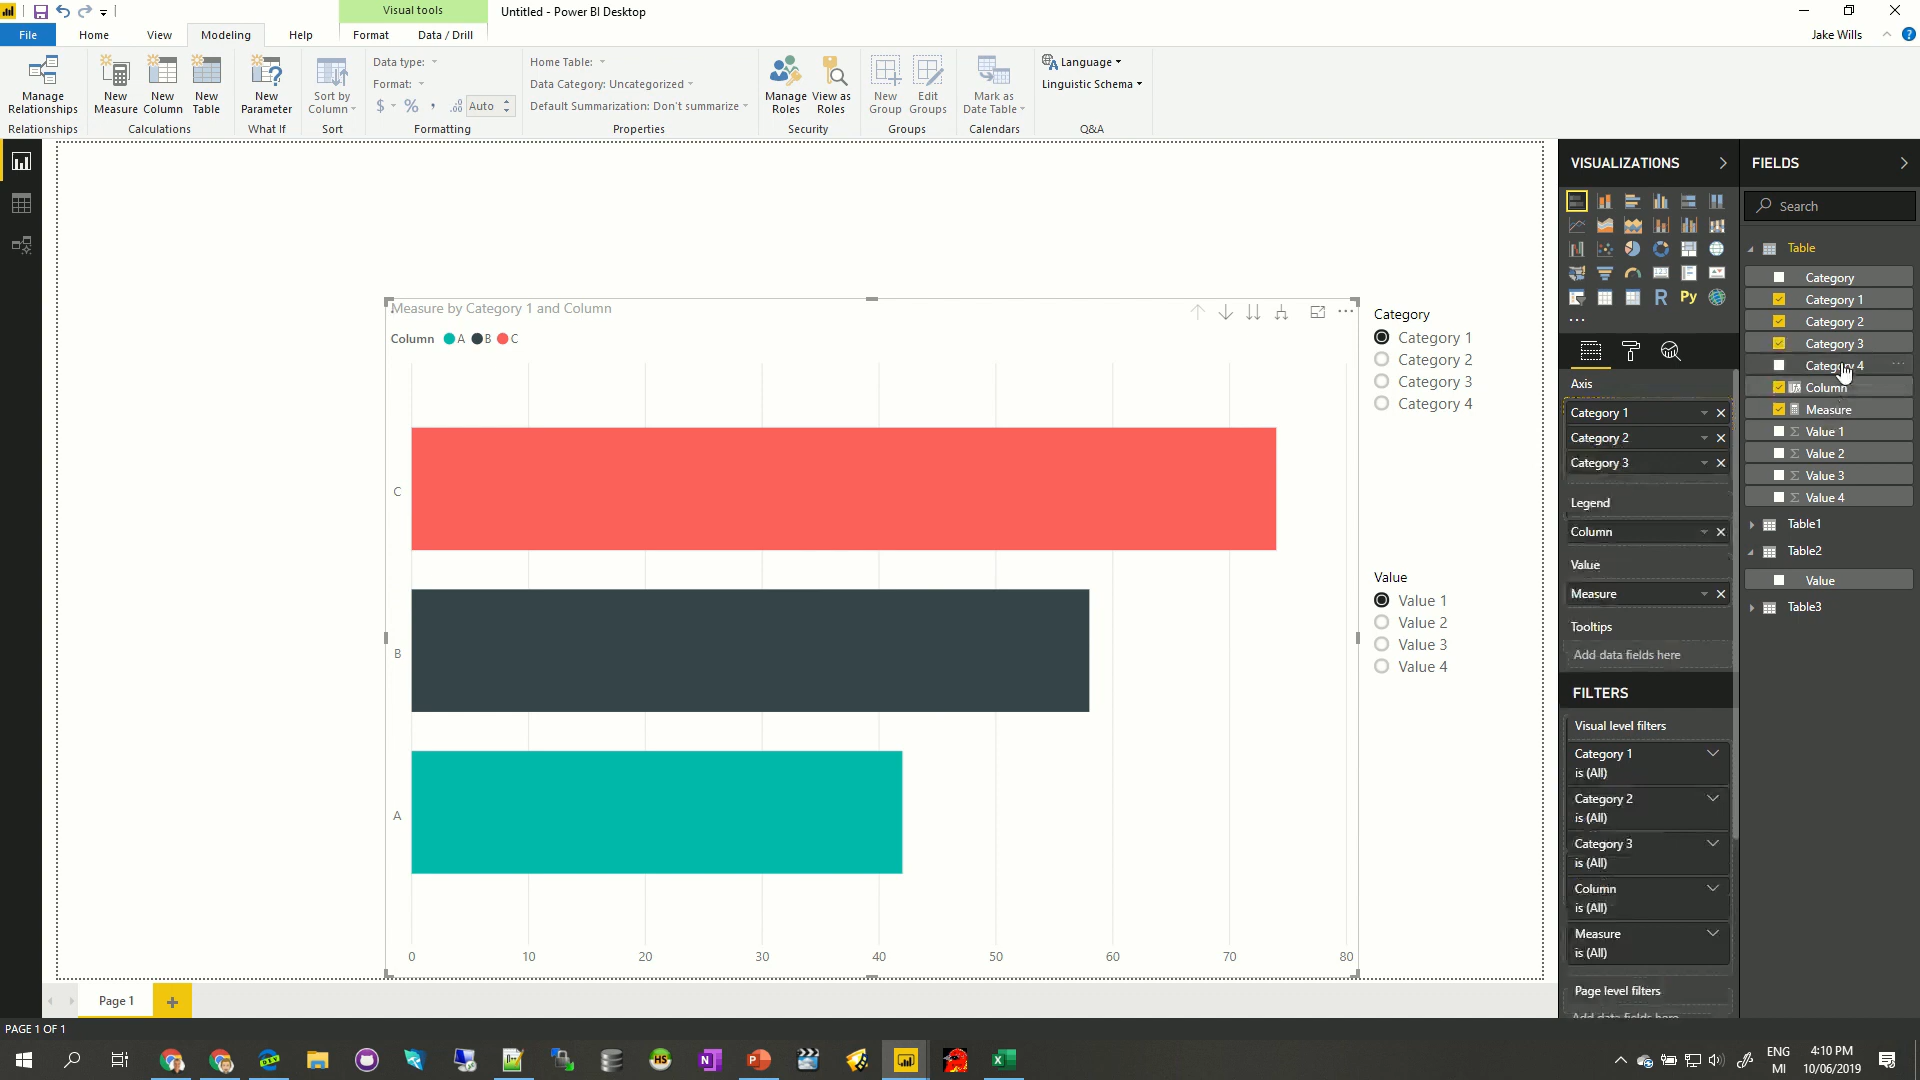 Visual tools
Untitled - Power BI Desktop
File
Home
View
Modeling
Help
Format
Data / Drill
Jake Wills
?
Manage
Relationships
New
Measure
New
Column
New
Table
New
Parameter
Sort by
Column
Data type:
Format:
$ % , .00 Auto
Home Table:
Data Category: Uncategorized
Default Summarization: Don't summarize
Manage
Roles
View as
Roles
New
Group
Edit
Groups
Mark as
Date Table
Language
Linguistic Schema
Relationships
Calculations
What If
Sort
Formatting
Properties
Security
Groups
Calendars
Q&A
Measure by Category 1 and Column
Column A B C
C
B
A
0 10 20 30 40 50 60 70 80
Category
Category 1
Category 2
Category 3
Category 4
Value
Value 1
Value 2
Value 3
Value 4
VISUALIZATIONS
R
Py
Axis
Category 1
Category 2
Category 3
Legend
Column
Value
Measure
Tooltips
Add data fields here
FILTERS
Visual level filters
Category 1
is (All)
Category 2
is (All)
Category 3
is (All)
Column
is (All)
Measure
is (All)
Page level filters
Add data fields here
FIELDS
Search
Table
Category
Category 1
Category 2
Category 3
Category 4
Column
Measure
Σ Value 1
Σ Value 2
Σ Value 3
Σ Value 4
Table1
Table2
Value
Table3
Page 1
PAGE 1 OF 1
HS
N
ENG
MI
4:10 PM
10/06/2019